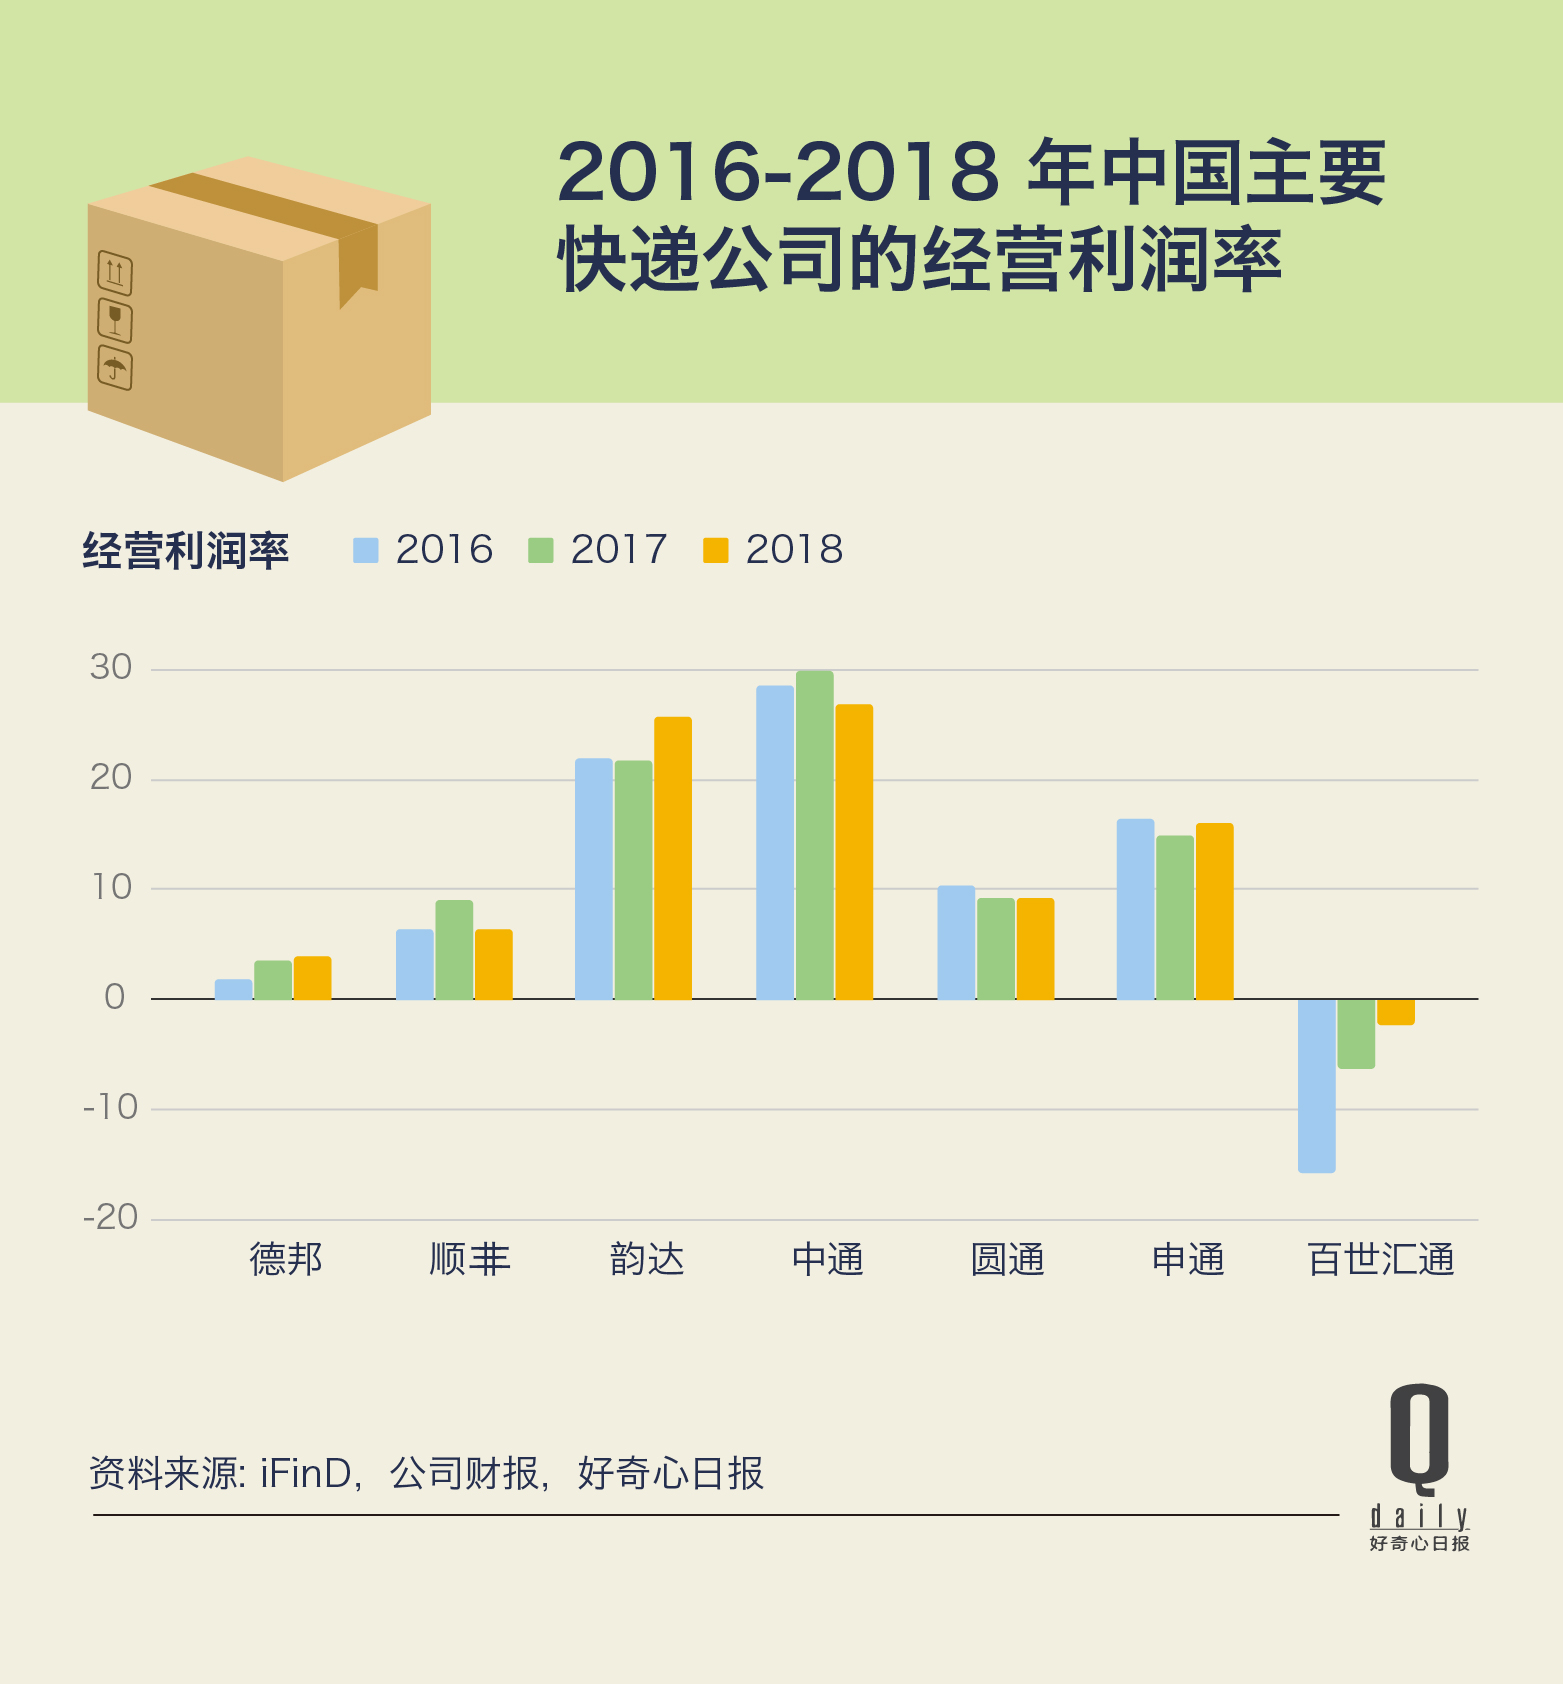 2016-2018 年中国主要
快递公司的经营利润率
经营利润率
2016
2017
2018
30
20
10
0
-10
-20
德邦
顺丰
韵达
中通
圆通
申通
百世汇通
资料来源: iFinD，公司财报，好奇心日报
Q
daily
好奇心日报